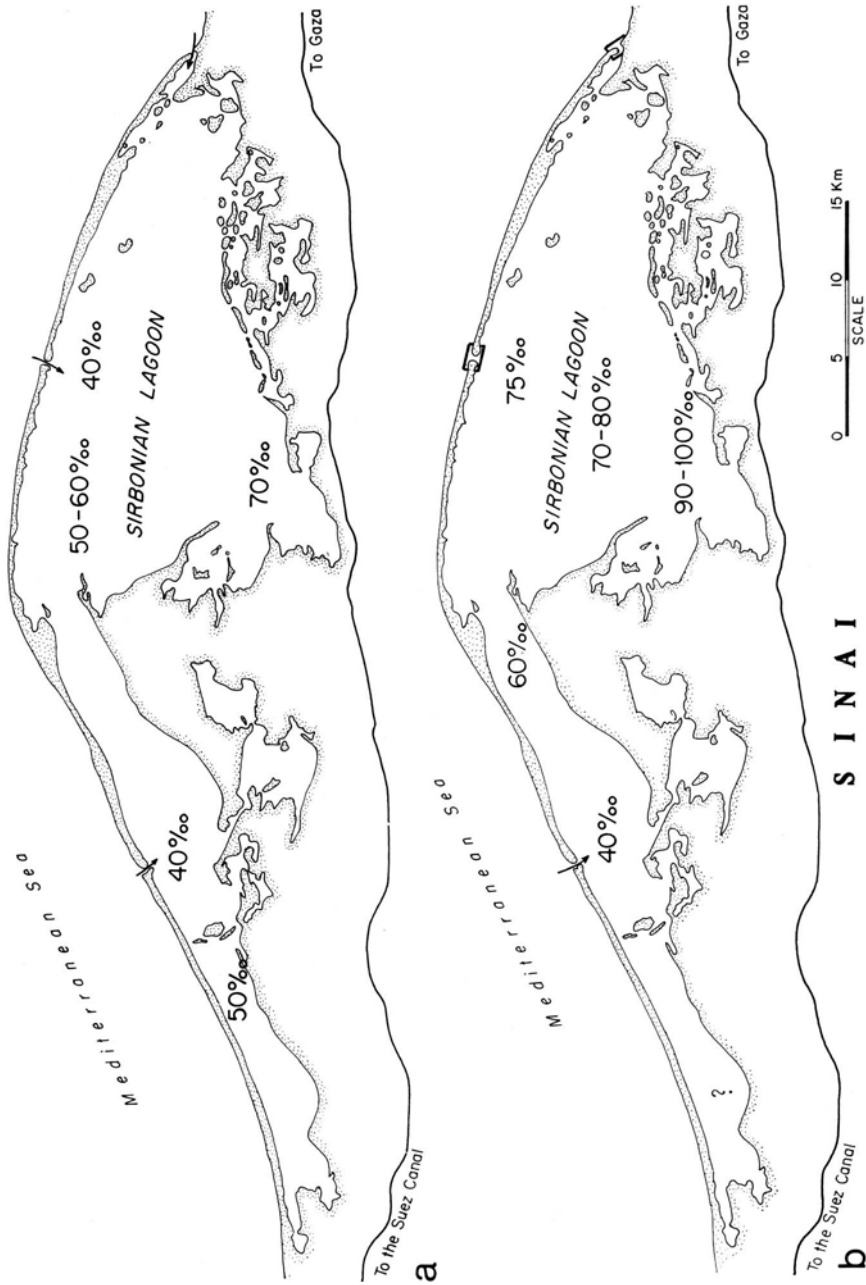 a
Mediterranean Sea
To Gaza
40‰
50-60‰
SIRBONIAN LAGOON
70‰
40‰
50‰
To the Suez Canal
b
Mediterranean Sea
To Gaza
75‰
SIRBONIAN LAGOON
70-80‰
90-100‰
60‰
40‰
?
To the Suez Canal
SINAI
0 5 10 15 Km
SCALE